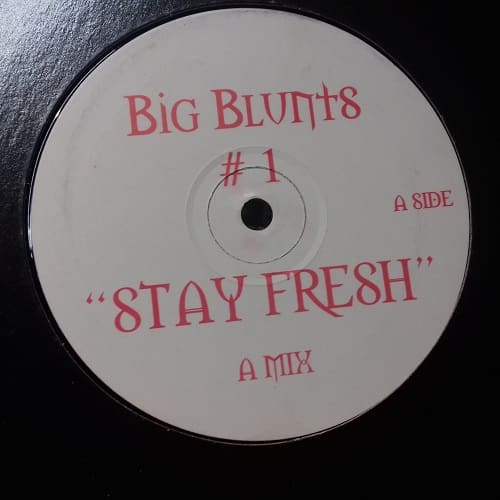 Big Blunts
# 1
A SIDE
“STAY FRESH”
A MIX